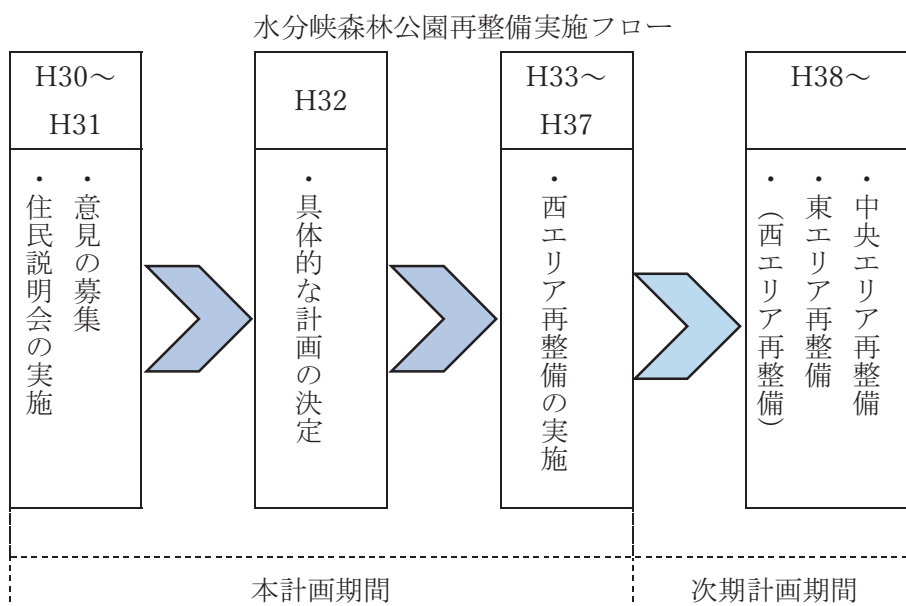 水分峡森林公園再整備実施フロー
H30～
H31
・意見の募集
・住民説明会の実施
H32
・具体的な計画の決定
H33～
H37
・西エリア再整備の実施
H38～
・中央エリア再整備
・東エリア再整備
・（西エリア再整備）
本計画期間
次期計画期間